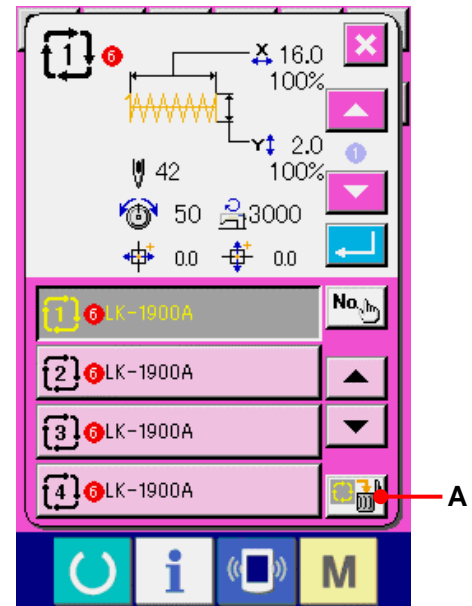 1 6 X 16.0
100%
1
Y 2.0
100%
42
50 3000
0.0 0.0
No.
1 6 LK-1900A
2 6 LK-1900A
3 6 LK-1900A
4 6 LK-1900A
A
i M